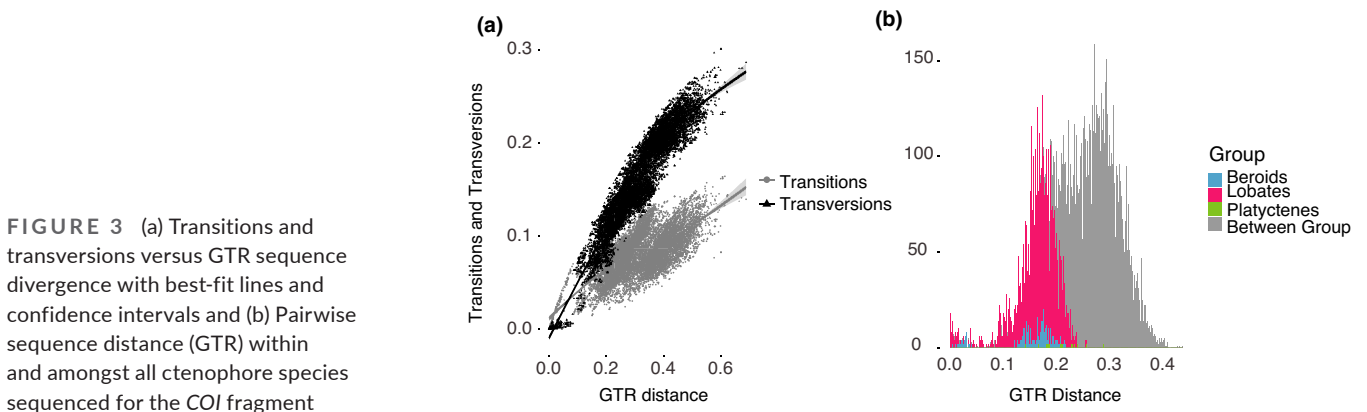 FIGURE 3 (a) Transitions and
transversions versus GTR sequence
divergence with best-fit lines and
confidence intervals and (b) Pairwise
sequence distance (GTR) within
and amongst all ctenophore species
sequenced for the COI fragment
(a)
Transitions and Transversions
0.3
0.2
0.1
0.0
0.0 0.2 0.4 0.6
GTR distance
Transitions
Transversions
(b)
150
100
50
0
0.0 0.1 0.2 0.3 0.4
GTR Distance
Group
Beroids
Lobates
Platyctenes
Between Group